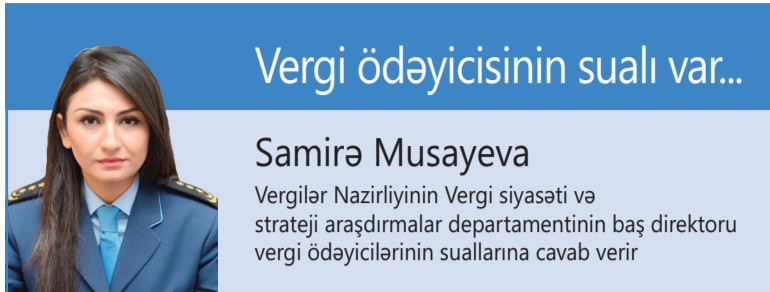 Vergi ödəyicisinin sualı var...
Samirə Musayeva
Vergilər Nazirliyinin Vergi siyasəti və
strateji araşdırmalar departamentinin baş direktoru
vergi ödəyicilərinin suallarına cavab verir